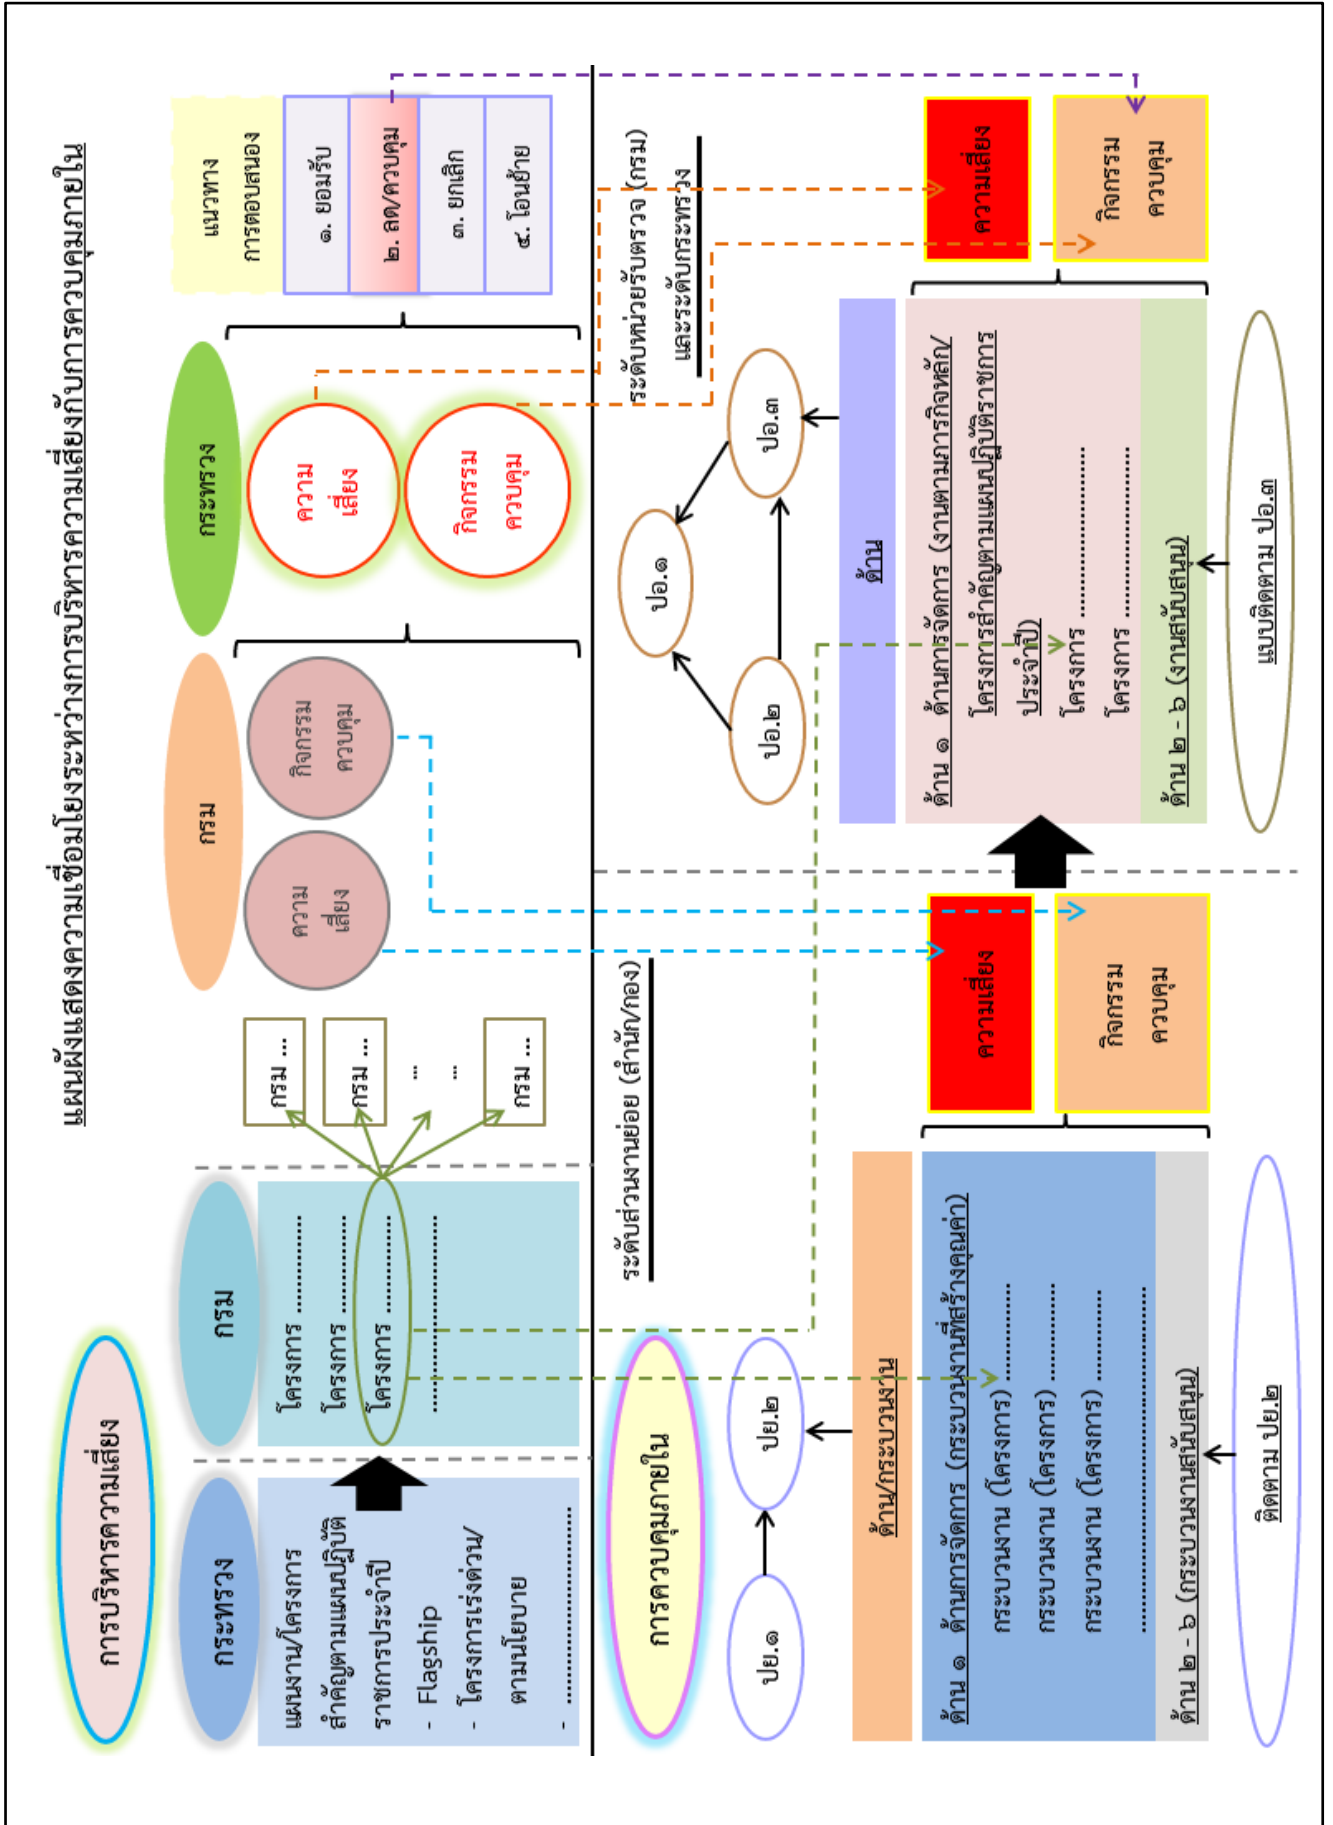 แผนผังแสดงความเชื่อมโยงระหว่างการบริหารความเสี่ยงกับการควบคุมภายใน
การบริหารความเสี่ยง
กระทรวง
แผนงาน/โครงการ
สำคัญตามแผนปฏิบัติ
ราชการประจำปี
- Flagship
- โครงการเร่งด่วน/
ตามนโยบาย
- ..............................
กรม
โครงการ ................
โครงการ ................
โครงการ ................
................................
กรม ...
กรม ...
...
...
กรม ...
กรม
ความ
เสี่ยง
กิจกรรม
ควบคุม
กระทรวง
ความ
เสี่ยง
กิจกรรม
ควบคุม
แนวทาง
การตอบสนอง
๑. ยอมรับ
๒. ลด/ควบคุม
๓. ยกเลิก
๔. โอนย้าย
การควบคุมภายใน
ระดับส่วนงานย่อย (สำนัก/กอง)
ปย.๑
ปย.๒
ด้าน/กระบวนงาน
ด้าน ๑ ด้านการจัดการ (กระบวนงานที่สร้างคุณค่า)
กระบวนงาน (โครงการ) ...............
กระบวนงาน (โครงการ) ...............
กระบวนงาน (โครงการ) ...............
........................................................
ด้าน ๒ - ๖ (กระบวนงานสนับสนุน)
ติดตาม ปย.๒
ความเสี่ยง
กิจกรรม
ควบคุม
ระดับหน่วยรับตรวจ (กรม)
และระดับกระทรวง
ปอ.๑
ปอ.๒
ปอ.๓
ด้าน
ด้าน ๑ ด้านการจัดการ (งานตามภารกิจหลัก/
โครงการสำคัญตามแผนปฏิบัติราชการ
ประจำปี)
โครงการ ..............................
โครงการ ..............................
ด้าน ๒ - ๖ (งานสนับสนุน)
แบบติดตาม ปอ.๓
ความเสี่ยง
กิจกรรม
ควบคุม